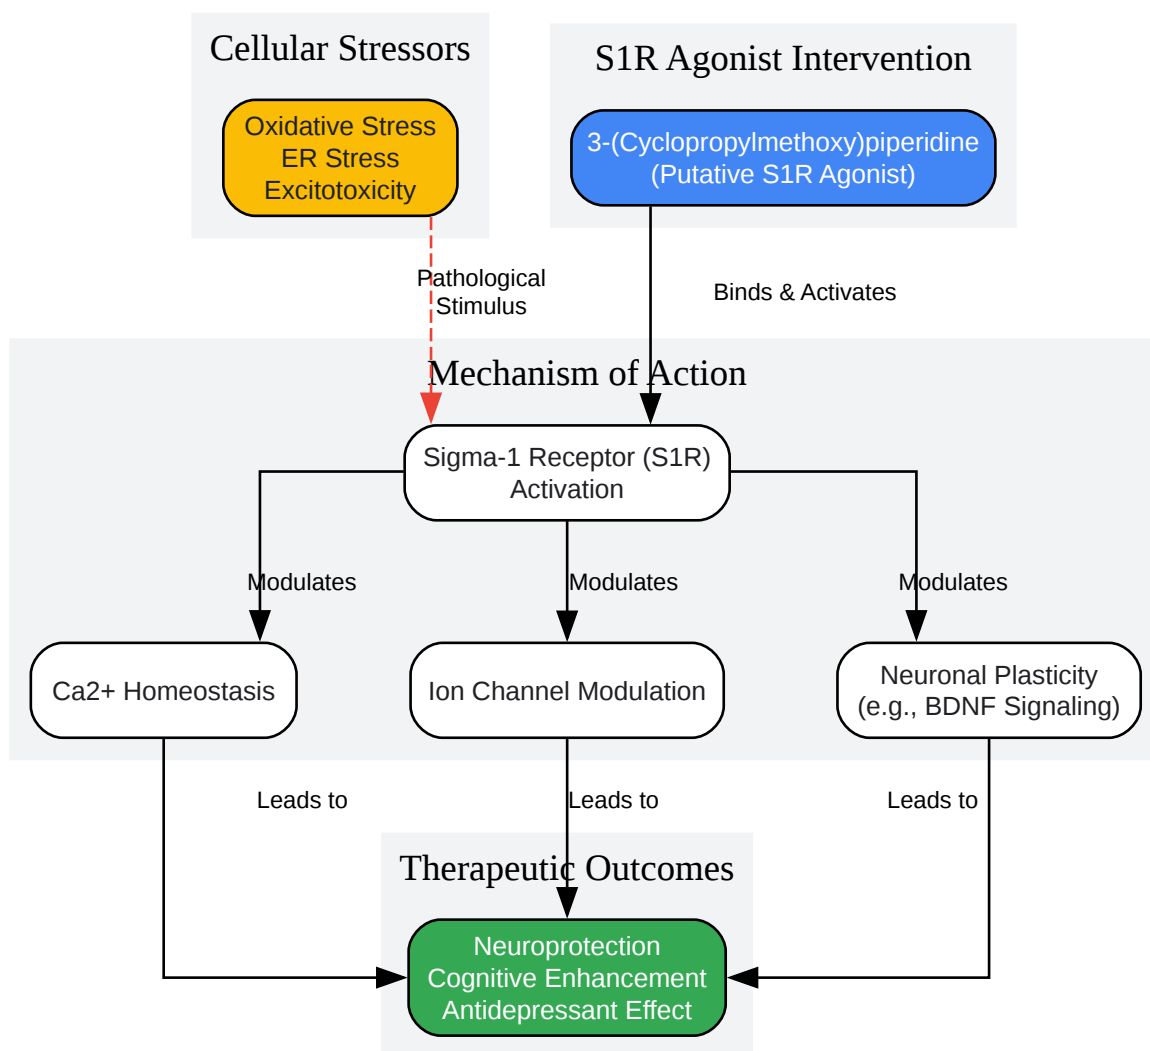 Cellular Stressors
S1R Agonist Intervention
Oxidative Stress
ER Stress
Excitotoxicity
3-(Cyclopropylmethoxy)piperidine
(Putative S1R Agonist)
Pathological
Stimulus
Binds & Activates
Mechanism of Action
Sigma-1 Receptor (S1R)
Activation
Modulates
Modulates
Modulates
Ca2+ Homeostasis
Ion Channel Modulation
Neuronal Plasticity
(e.g., BDNF Signaling)
Leads to
Leads to
Leads to
Therapeutic Outcomes
Neuroprotection
Cognitive Enhancement
Antidepressant Effect